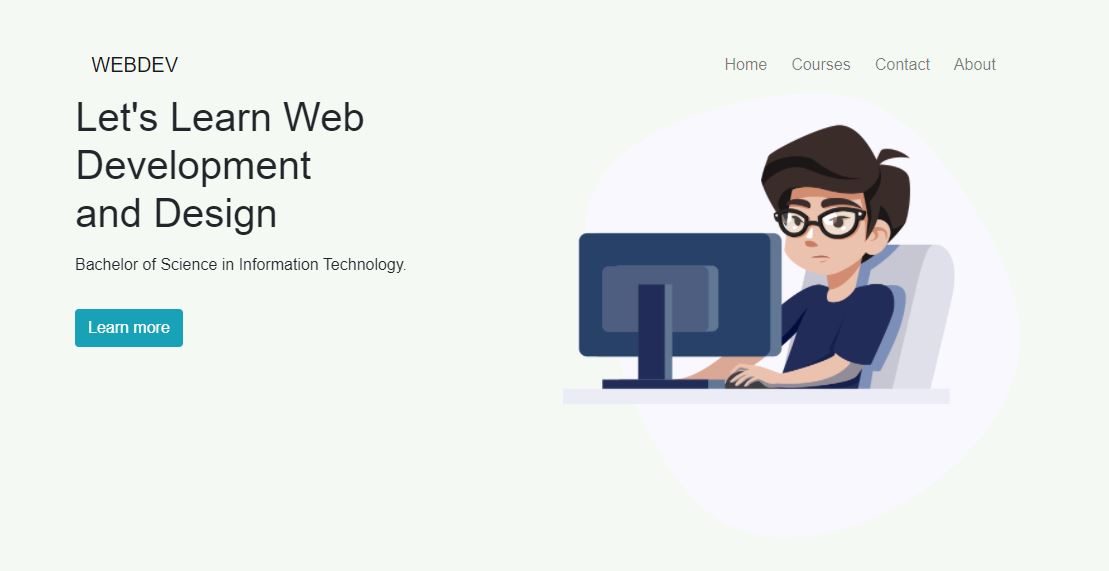 WEBDEV
Home Courses Contact About
Let's Learn Web
Development
and Design
Bachelor of Science in Information Technology.
Learn more